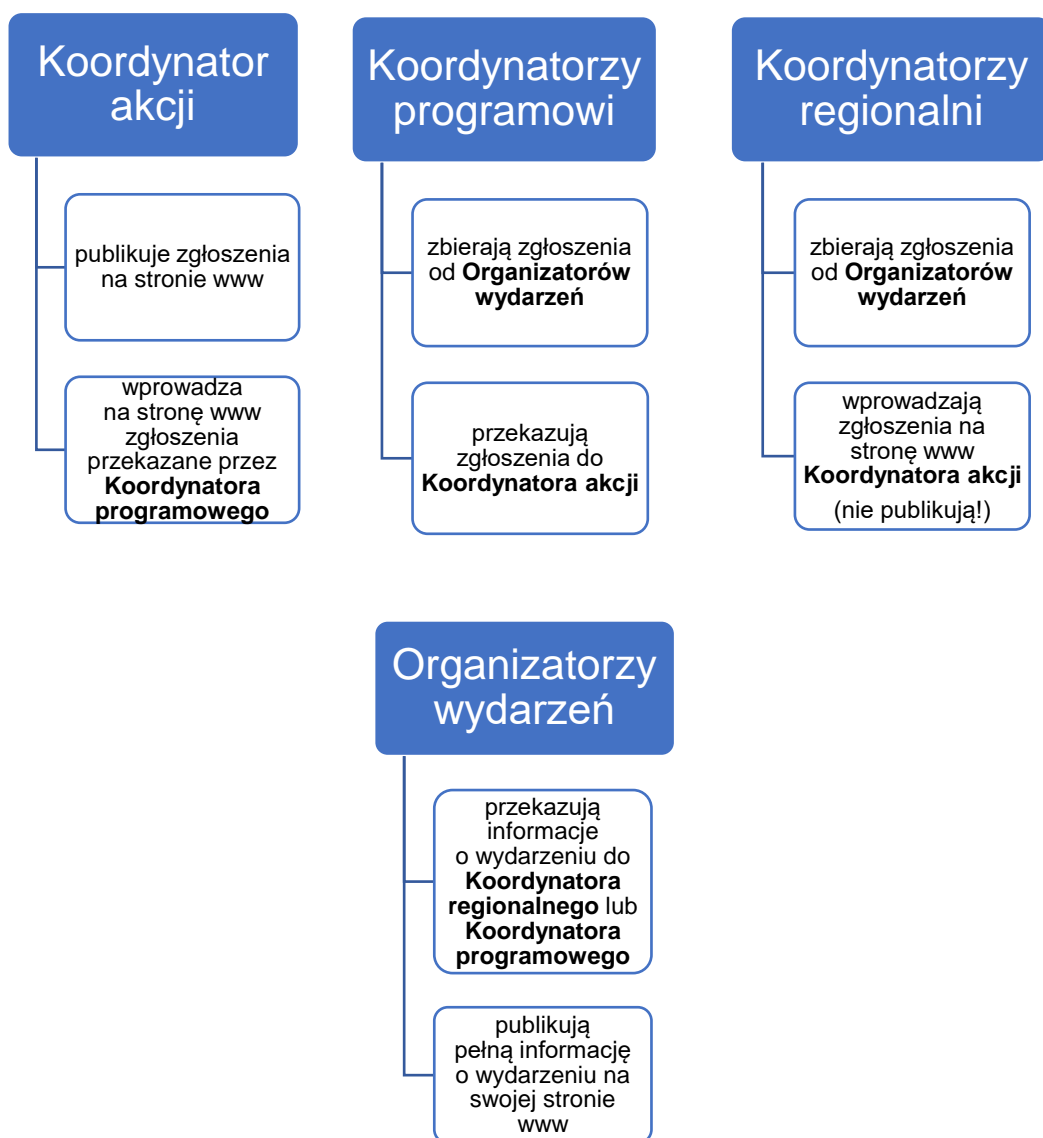 Koordynator
akcji
publikuje zgłoszenia
na stronie www
wprowadza
na stronę www
zgłoszenia
przekazane przez
Koordynatora
programowego
Koordynatorzy
programowi
zbierają zgłoszenia
od Organizatorów
wydarzeń
przekazują
zgłoszenia do
Koordynatora akcji
Koordynatorzy
regionalni
zbierają zgłoszenia
od Organizatorów
wydarzeń
wprowadzają
zgłoszenia na
stronę www
Koordynatora akcji
(nie publikują!)
Organizatorzy
wydarzeń
przekazują
informacje
o wydarzeniu do
Koordynatora
regionalnego lub
Koordynatora
programowego
publikują
pełną informację
o wydarzeniu na
swojej stronie
www